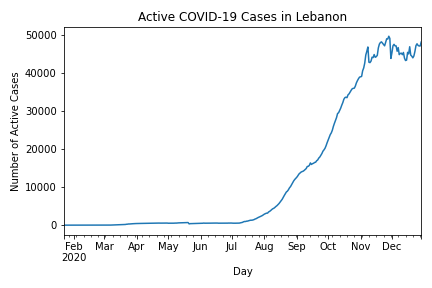 Active COVID-19 Cases in Lebanon
Number of Active Cases
50000
40000
30000
20000
10000
0
Feb Mar Apr May Jun Jul Aug Sep Oct Nov Dec
2020
Day